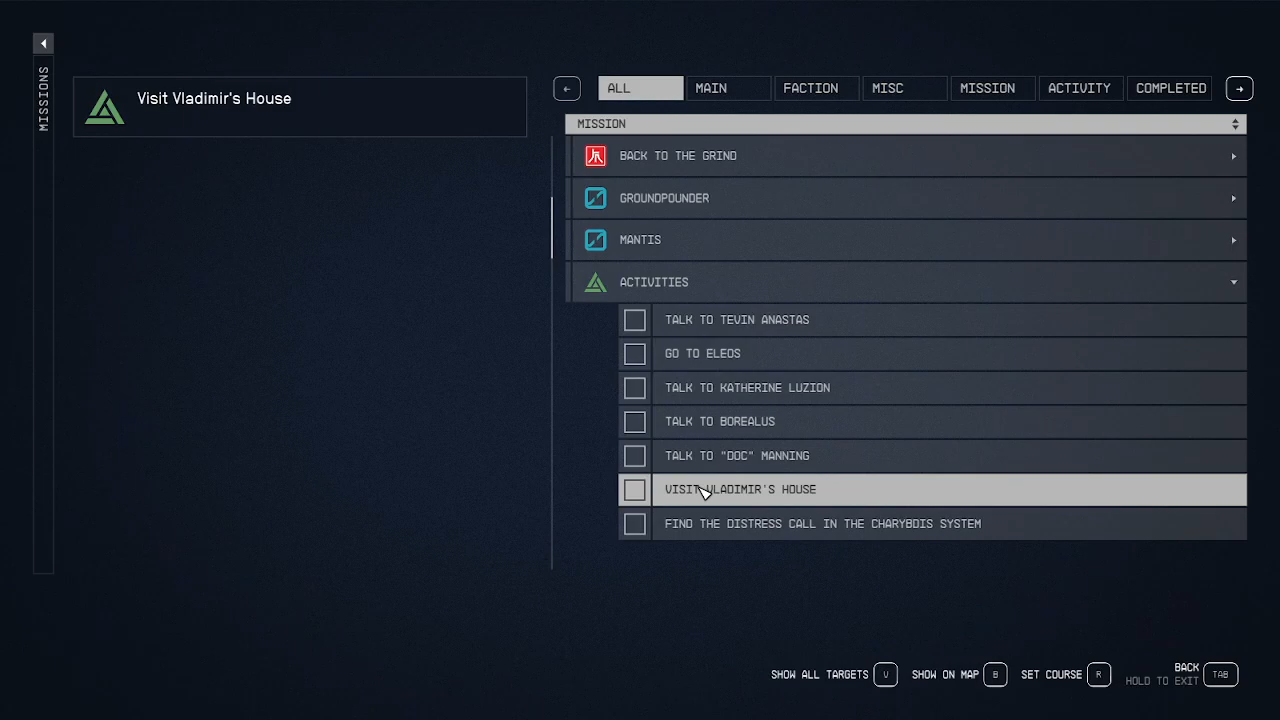 MISSIONS
Visit Vladimir's House
ALL
MAIN
FACTION
MISC
MISSION
ACTIVITY
COMPLETED
MISSION
BACK TO THE GRIND
GROUNDPOUNDER
MANTIS
ACTIVITIES
TALK TO TEVIN ANASTAS
GO TO ELEOS
TALK TO KATHERINE LUZION
TALK TO BOREALUS
TALK TO "DOC" MANNING
VISIT VLADIMIR'S HOUSE
FIND THE DISTRESS CALL IN THE CHARYBDIS SYSTEM
SHOW ALL TARGETS V
SHOW ON MAP B
SET COURSE R
BACK
HOLD TO EXIT TAB